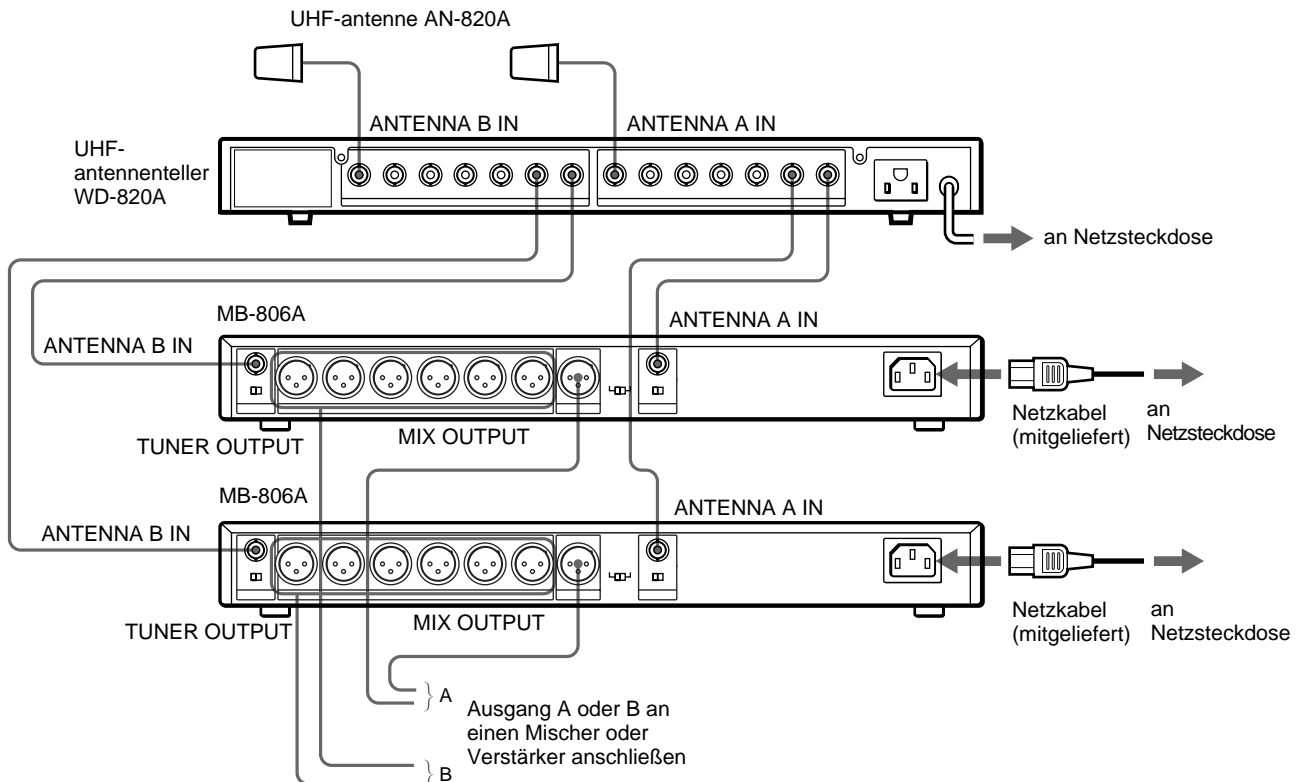 UHF-antenne AN-820A
ANTENNA B IN
ANTENNA A IN
UHF-
antennenteller
WD-820A
an Netzsteckdose
MB-806A
ANTENNA A IN
ANTENNA B IN
Netzkabel
(mitgeliefert)
an
Netzsteckdose
TUNER OUTPUT
MIX OUTPUT
MB-806A
ANTENNA A IN
ANTENNA B IN
Netzkabel
(mitgeliefert)
an
Netzsteckdose
TUNER OUTPUT
MIX OUTPUT
A
Ausgang A oder B an
einen Mischer oder
Verstärker anschließen
B